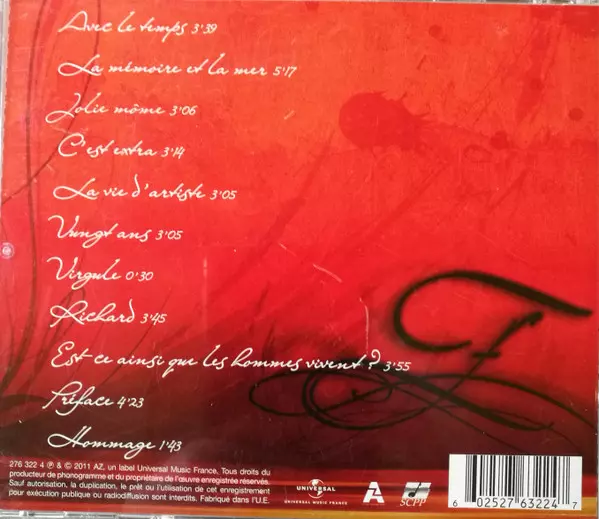 Avec le temps 3'39
La mémoire et la mer 5'17
Jolie môme 3'06
C'est extra 3'14
La vie d'artiste 3'05
Vungt ans 3'05
Virgule 0'30
Richard 3'45
Est ce ainsi que les hommes vivent ? 3'55
Préface 4'23
Hommage 1'43
276 322 4 ℗ & © 2011 AZ, un label Universal Music France, Tous droits du
producteur de phonogramme et du propriétaire de l'œuvre enregistrée réservés.
Sauf autorisation, la duplication, le prêt ou l'utilisation de cet enregistrement
pour exécution publique ou radiodiffusion sont interdits. Fabriqué dans l'U.E.
UNIVERSAL
UNIVERSAL MUSIC FRANCE
AZ
SCPP
6 02527 63224 7